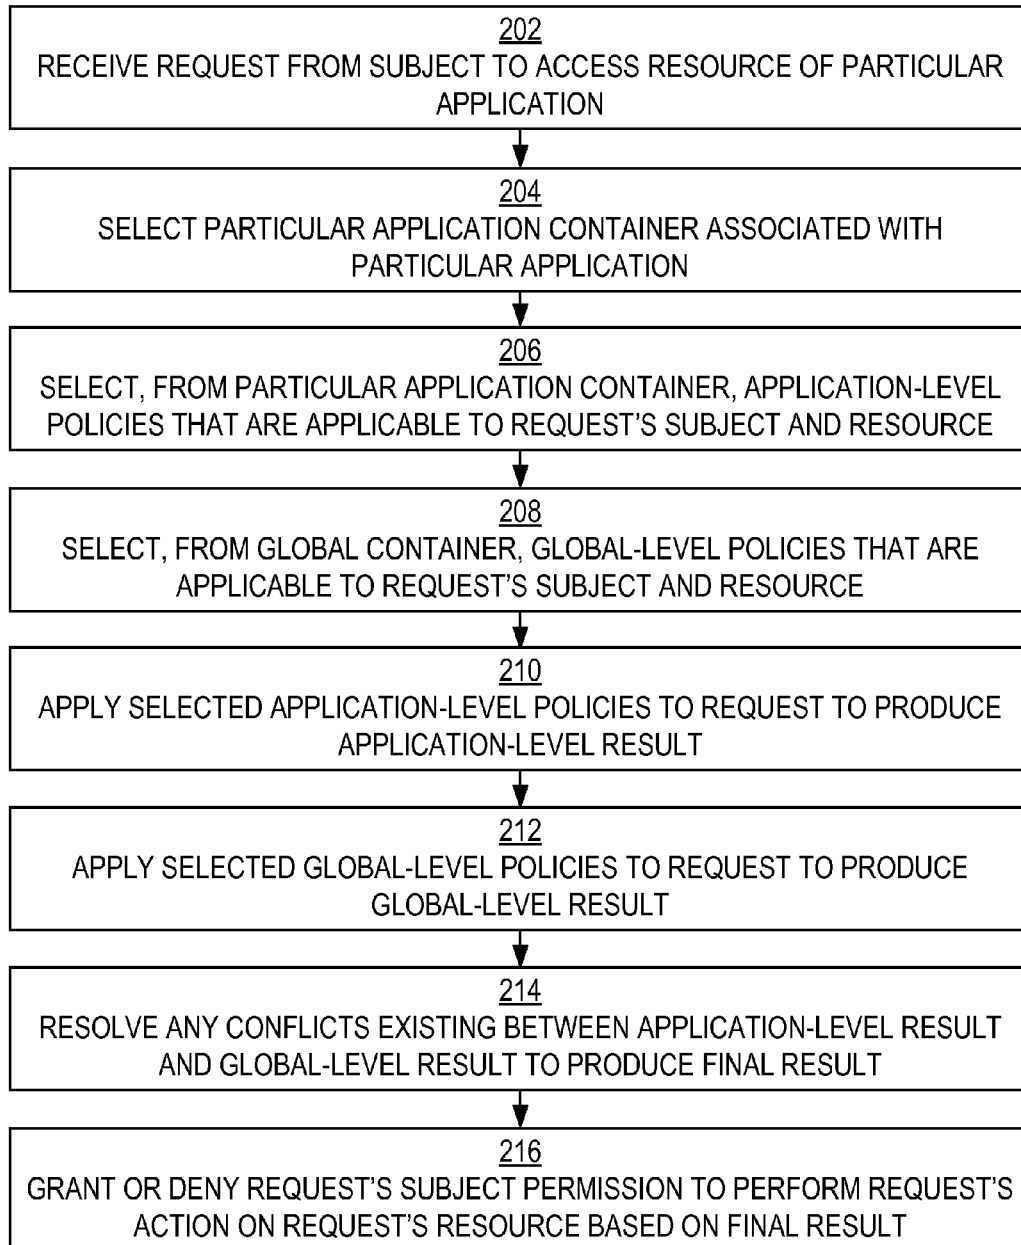 202
RECEIVE REQUEST FROM SUBJECT TO ACCESS RESOURCE OF PARTICULAR
APPLICATION
204
SELECT PARTICULAR APPLICATION CONTAINER ASSOCIATED WITH
PARTICULAR APPLICATION
206
SELECT, FROM PARTICULAR APPLICATION CONTAINER, APPLICATION-LEVEL
POLICIES THAT ARE APPLICABLE TO REQUEST'S SUBJECT AND RESOURCE
208
SELECT, FROM GLOBAL CONTAINER, GLOBAL-LEVEL POLICIES THAT ARE
APPLICABLE TO REQUEST'S SUBJECT AND RESOURCE
210
APPLY SELECTED APPLICATION-LEVEL POLICIES TO REQUEST TO PRODUCE
APPLICATION-LEVEL RESULT
212
APPLY SELECTED GLOBAL-LEVEL POLICIES TO REQUEST TO PRODUCE
GLOBAL-LEVEL RESULT
214
RESOLVE ANY CONFLICTS EXISTING BETWEEN APPLICATION-LEVEL RESULT
AND GLOBAL-LEVEL RESULT TO PRODUCE FINAL RESULT
216
GRANT OR DENY REQUEST'S SUBJECT PERMISSION TO PERFORM REQUEST'S
ACTION ON REQUEST'S RESOURCE BASED ON FINAL RESULT